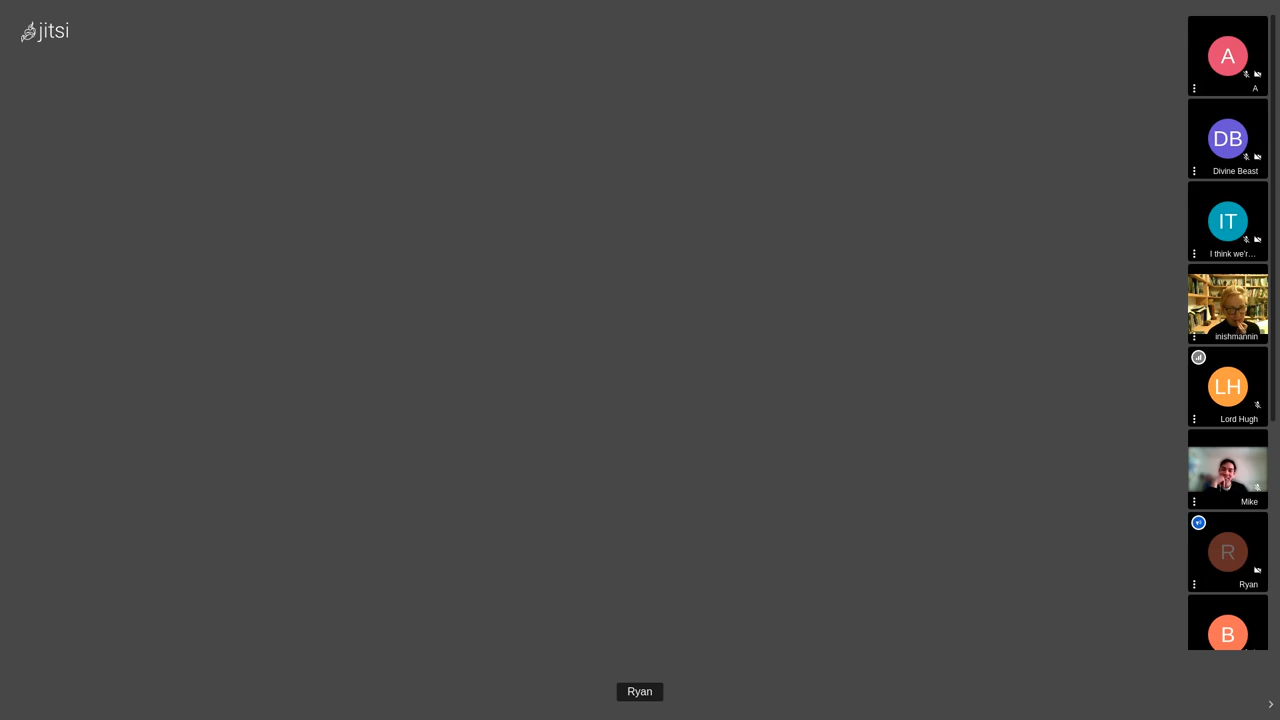 jitsi
A
A
DB
Divine Beast
IT
I think we'r…
inishmannin
LH
Lord Hugh
Mike
R
Ryan
B
Ryan